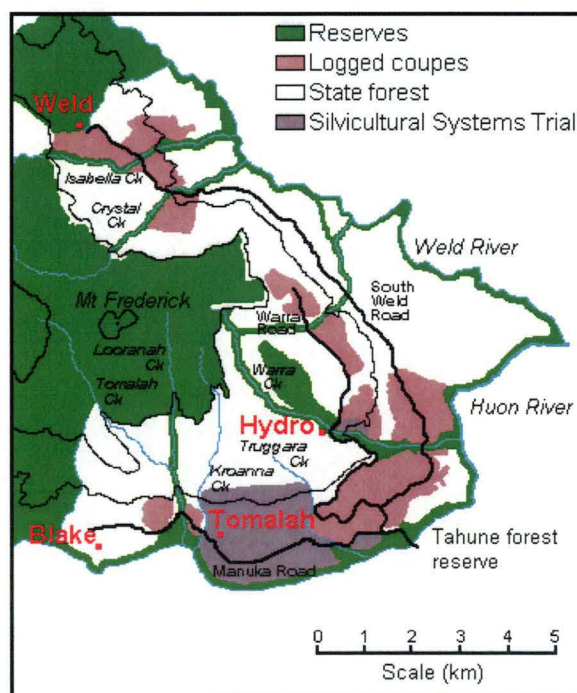 Reserves
Logged coupes
State forest
Silvicultural Systems Trial
Weld
Isabella Ck
Crystal
Ck
Weld River
South
Weld
Road
Mt Frederick
Warra
Road
Looranah
Ck
Tomalah
Ck
Warra
Ck
Huon River
Hydro
Truggara
Ck
Kroanna
Ck
Tomalah
Blake
Tahune forest
reserve
Manuka Road
0 1 2 3 4 5
Scale (km)